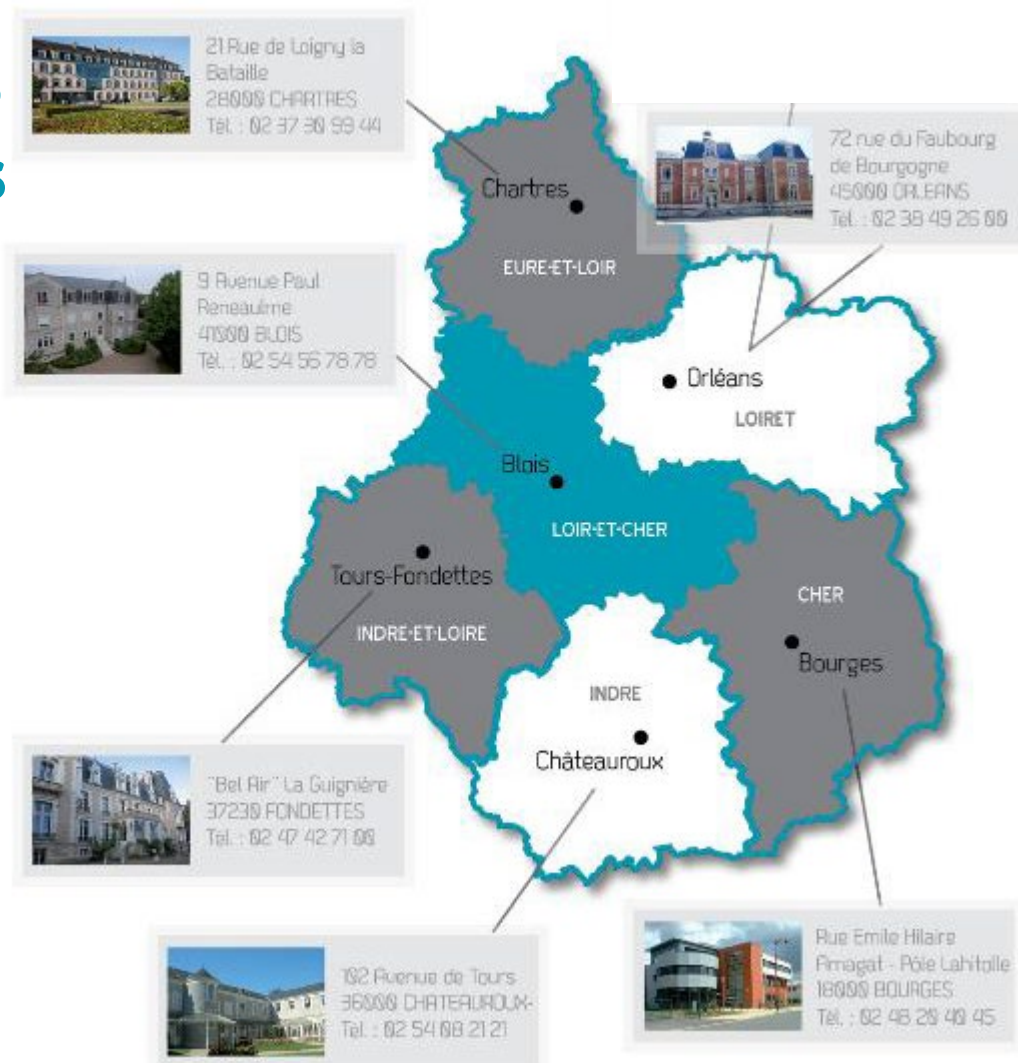 21 Rue de Loigny la
Bataille
28000 CHARTRES
Tél. : 02 37 30 99 44
72 rue du Faubourg
de Bourgogne
45000 ORLEANS
Tél. : 02 38 49 26 00
Chartres
EURE-ET-LOIR
9 Avenue Paul
Reneaulme
41000 BLOIS
Tél. : 02 54 56 78 78
Orléans
LOIRET
Blois
LOIR-ET-CHER
Tours-Fondettes
INDRE-ET-LOIRE
CHER
Bourges
INDRE
Châteauroux
"Bel Air" La Guignière
37230 FONDETTES
Tél. : 02 47 42 71 00
102 Avenue de Tours
36000 CHATEAUROUX-
Tél. : 02 54 08 21 21
Rue Emile Hilaire
Amagat - Pôle Lahitolle
18000 BOURGES
Tél. : 02 48 20 40 45